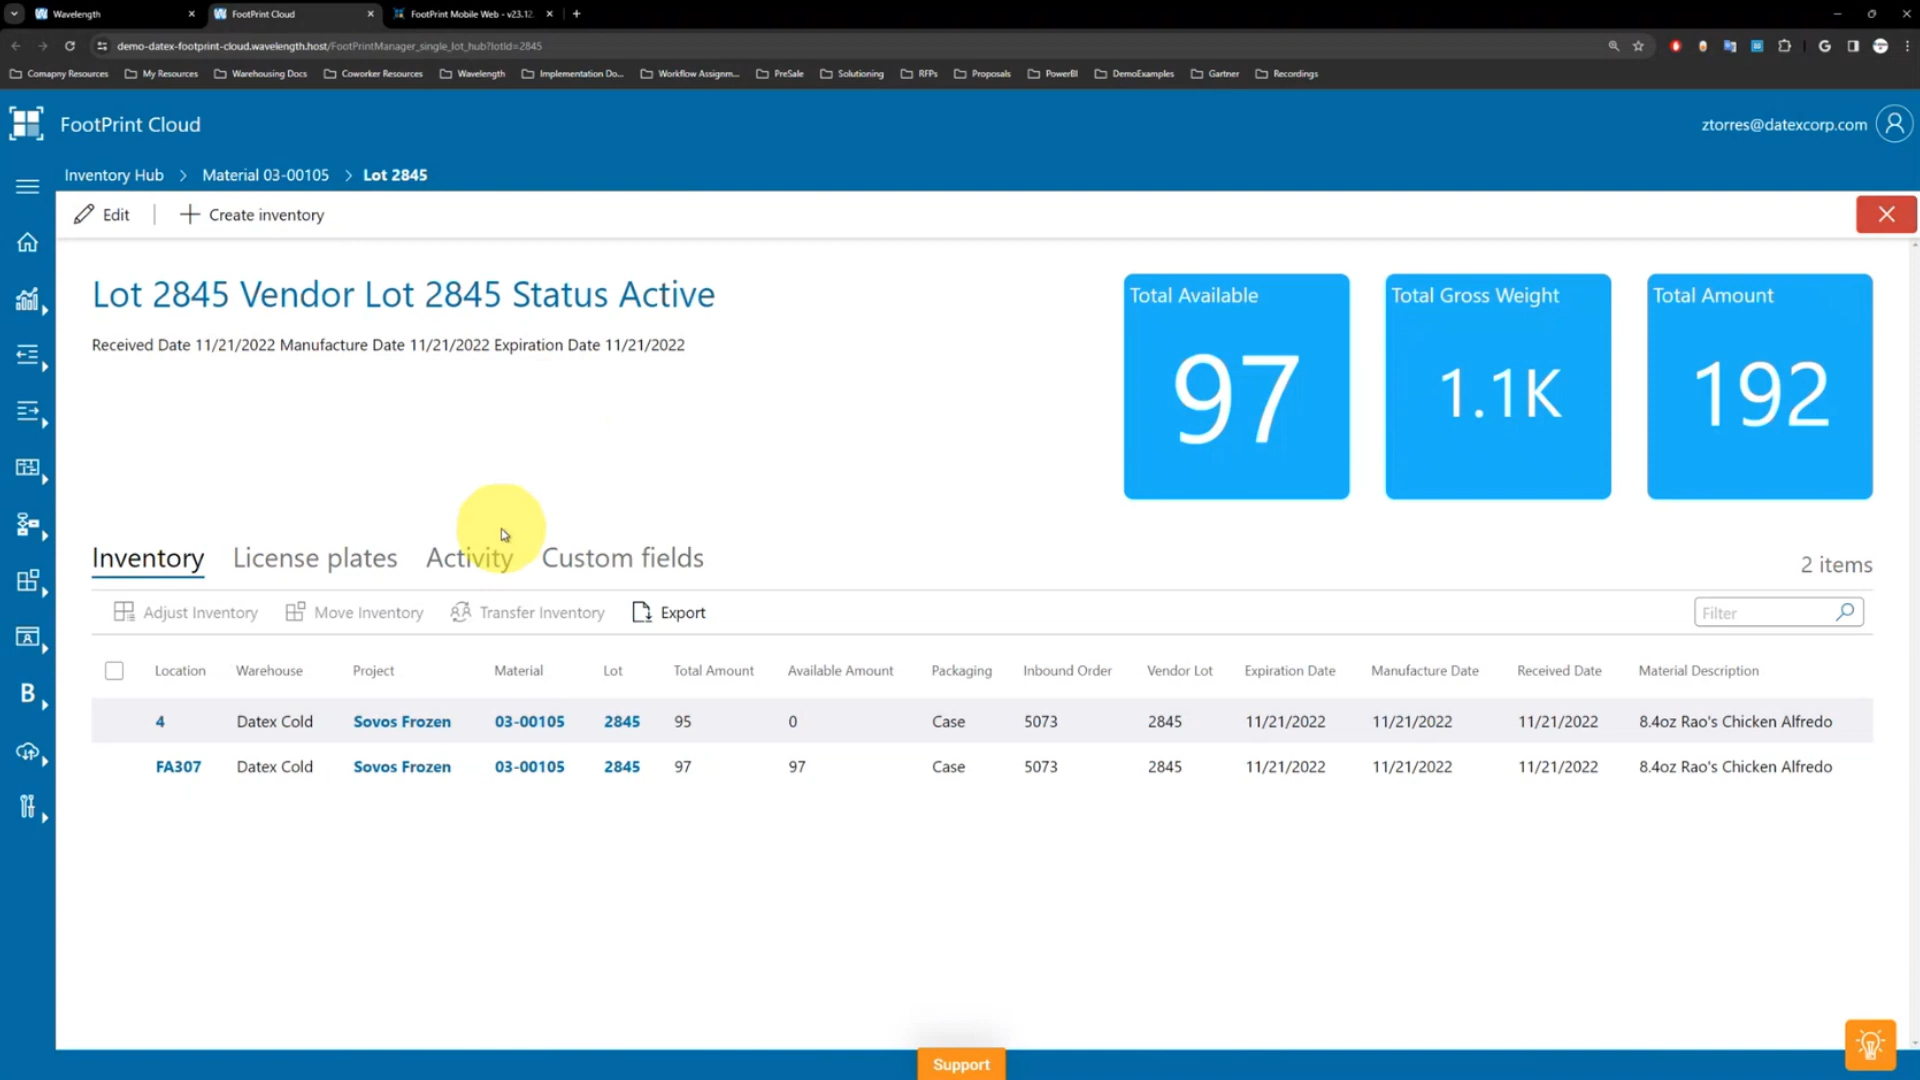 Wavelength
FootPrint Cloud
FootPrint Mobile Web - v23.12.
demo-datex-footprint-cloud.wavelength.host/FootPrintManager_single_lot_hub?lotId=2845
Comapny Resources
My Resources
Warehousing Docs
Coworker Resources
Wavelength
Implementation Do...
Workflow Assignm...
PreSale
Solutioning
RFPs
Proposals
PowerBI
DemoExamples
Gartner
Recordings
FootPrint Cloud
ztorres@datexcorp.com
Inventory Hub > Material 03-00105 > Lot 2845
Edit
Create inventory
Lot 2845 Vendor Lot 2845 Status Active
Received Date 11/21/2022 Manufacture Date 11/21/2022 Expiration Date 11/21/2022
Total Available
97
Total Gross Weight
1.1K
Total Amount
192
Inventory License plates Activity Custom fields
2 items
Adjust Inventory Move Inventory Transfer Inventory Export
Filter
Location Warehouse Project Material Lot Total Amount Available Amount Packaging Inbound Order Vendor Lot Expiration Date Manufacture Date Received Date Material Description
4 Datex Cold Sovos Frozen 03-00105 2845 95 0 Case 5073 2845 11/21/2022 11/21/2022 11/21/2022 8.4oz Rao's Chicken Alfredo
FA307 Datex Cold Sovos Frozen 03-00105 2845 97 97 Case 5073 2845 11/21/2022 11/21/2022 11/21/2022 8.4oz Rao's Chicken Alfredo
B
Support